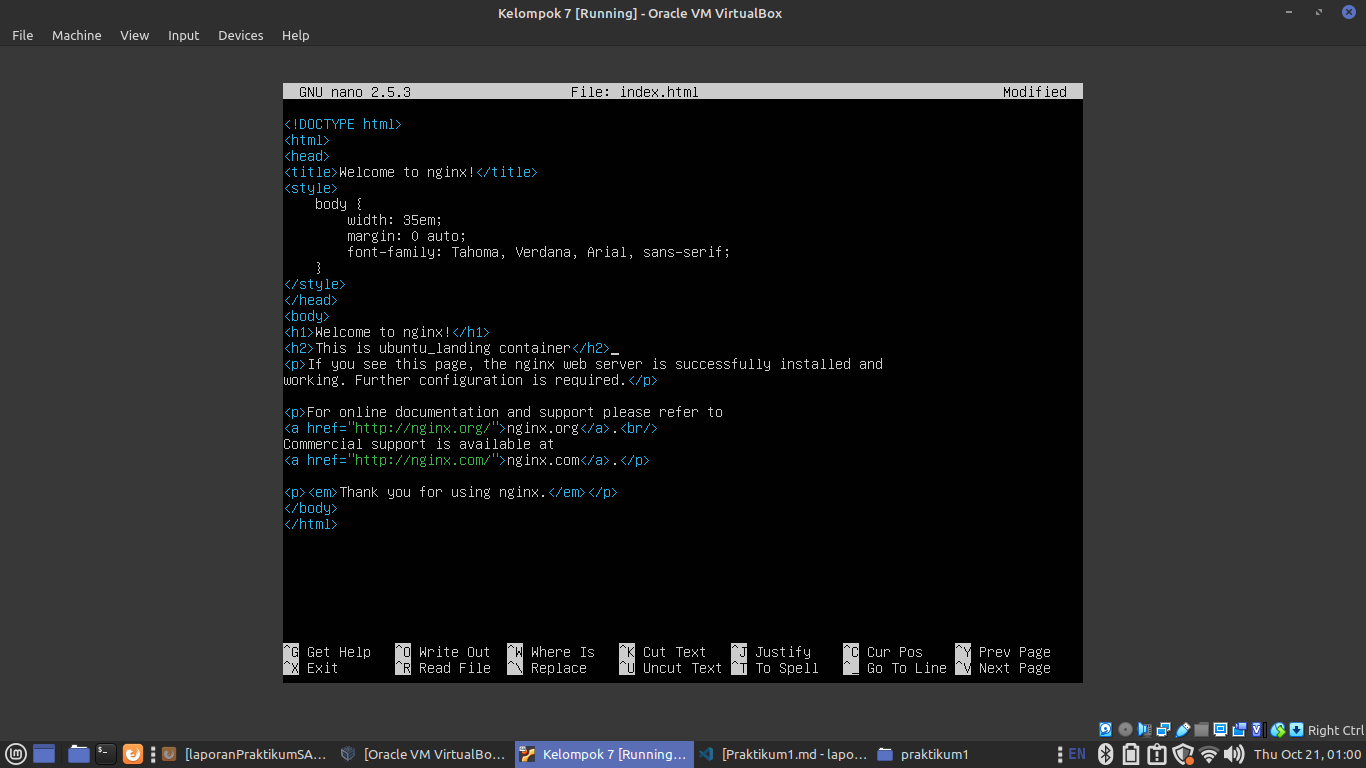 Kelompok 7 [Running] - Oracle VM VirtualBox
File Machine View Input Devices Help
GNU nano 2.5.3 File: index.html Modified
<!DOCTYPE html>
<html>
<head>
<title>Welcome to nginx!</title>
<style>
    body {
        width: 35em;
        margin: 0 auto;
        font-family: Tahoma, Verdana, Arial, sans-serif;
    }
</style>
</head>
<body>
<h1>Welcome to nginx!</h1>
<h2>This is ubuntu_landing container</h2>
<p>If you see this page, the nginx web server is successfully installed and
working. Further configuration is required.</p>
<p>For online documentation and support please refer to
<a href="http://nginx.org/">nginx.org</a>.<br/>
Commercial support is available at
<a href="http://nginx.com/">nginx.com</a>.</p>
<p><em>Thank you for using nginx.</em></p>
</body>
</html>
^G Get Help ^O Write Out ^W Where Is ^K Cut Text ^J Justify ^C Cur Pos ^Y Prev Page
^X Exit ^R Read File ^\ Replace ^U Uncut Text ^T To Spell ^_ Go To Line ^V Next Page
Right Ctrl
[laporanPraktikumSA... [Oracle VM VirtualBo... Kelompok 7 [Running... [Praktikum1.md - lapo... praktikum1 EN Thu Oct 21, 01:00